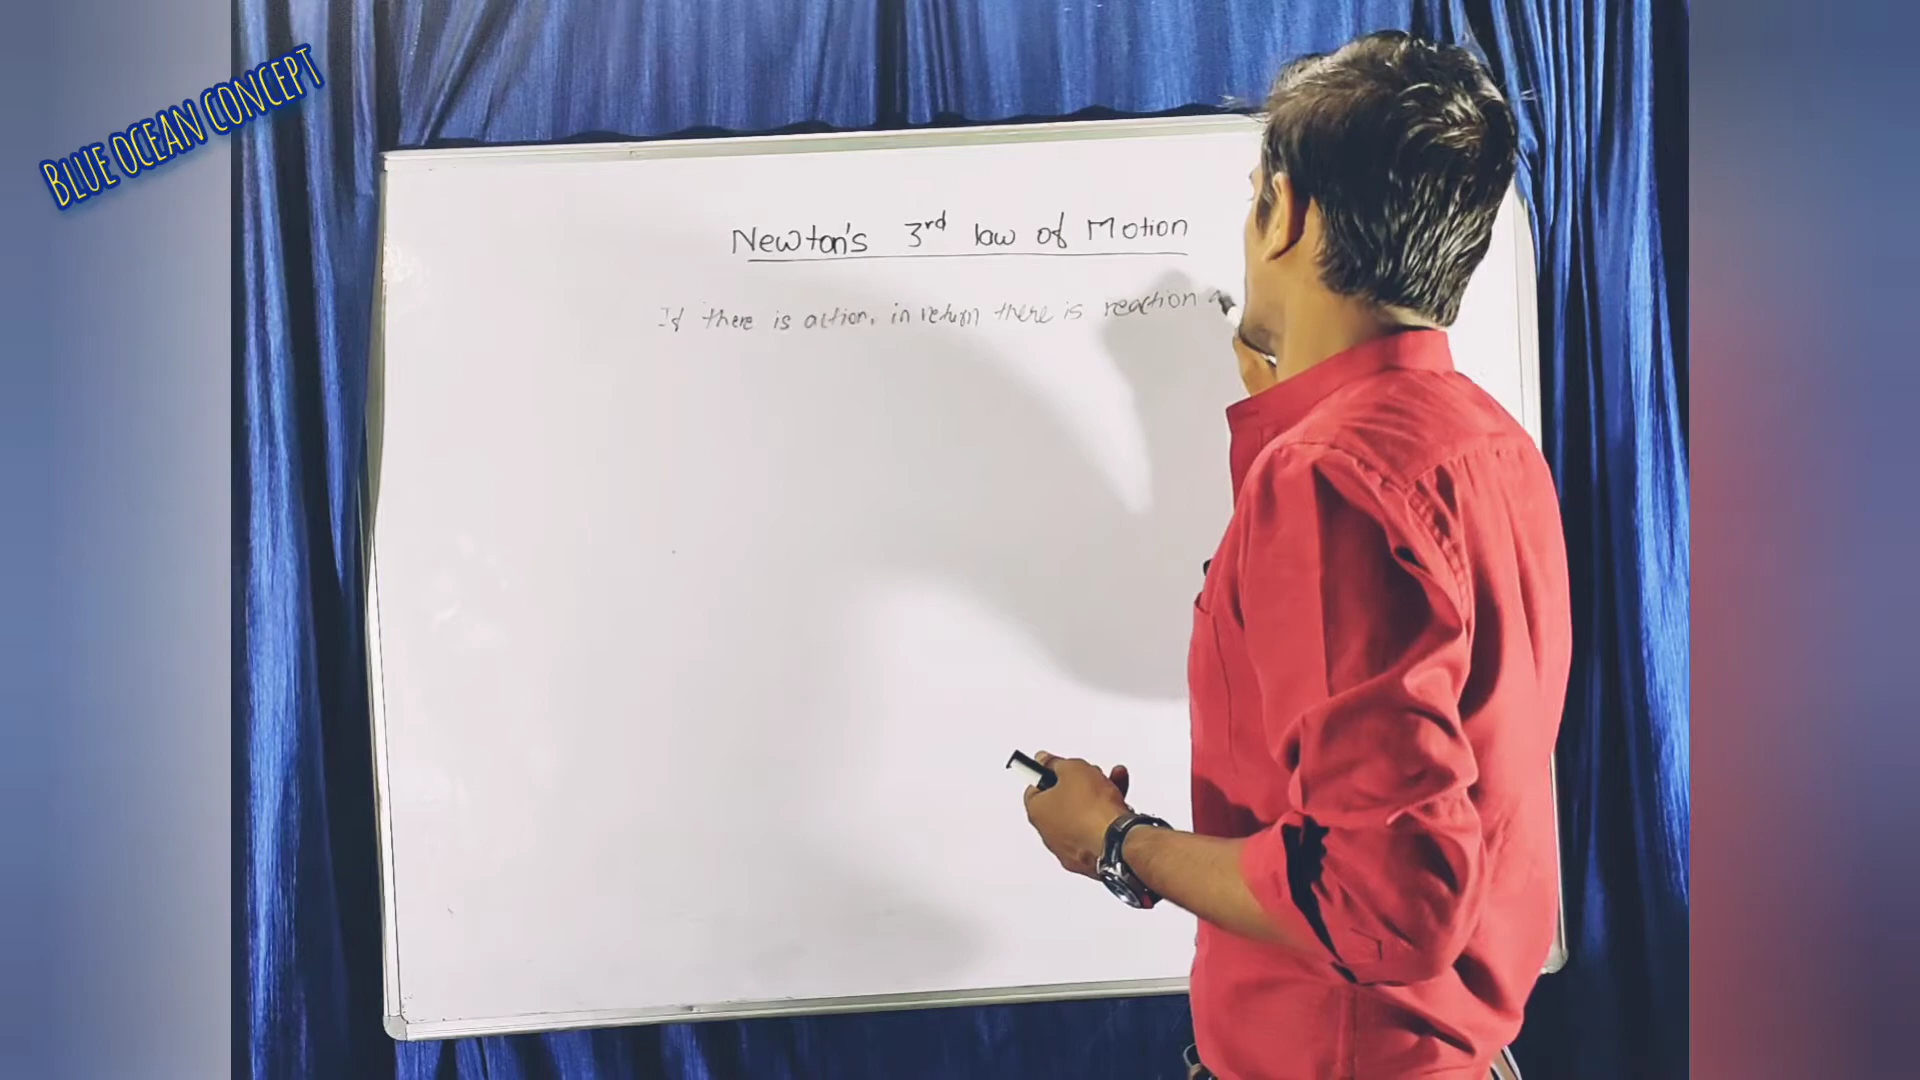 BLUE OCEAN CONCEPT
Newton's 3rd law of Motion
If there is action, in return there is reaction